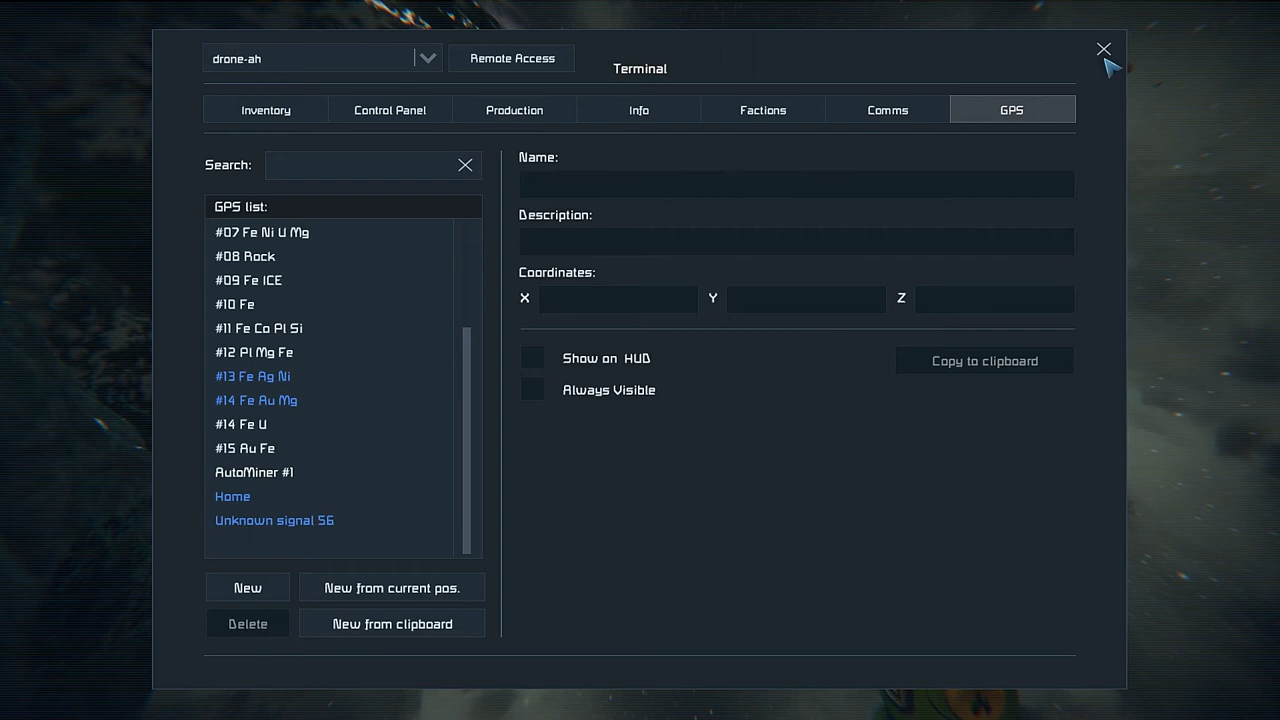 drone-ah
Remote Access
Terminal
Inventory
Control Panel
Production
Info
Factions
Comms
GPS
Search:
GPS list:
#07 Fe Ni U Mg
#08 Rock
#09 Fe ICE
#10 Fe
#11 Fe Co Pl Si
#12 Pl Mg Fe
#13 Fe Ag Ni
#14 Fe Au Mg
#14 Fe U
#15 Au Fe
AutoMiner #1
Home
Unknown signal 56
New
New from current pos.
Delete
New from clipboard
Name:
Description:
Coordinates:
X
Y
Z
Show on HUD
Copy to clipboard
Always Visible